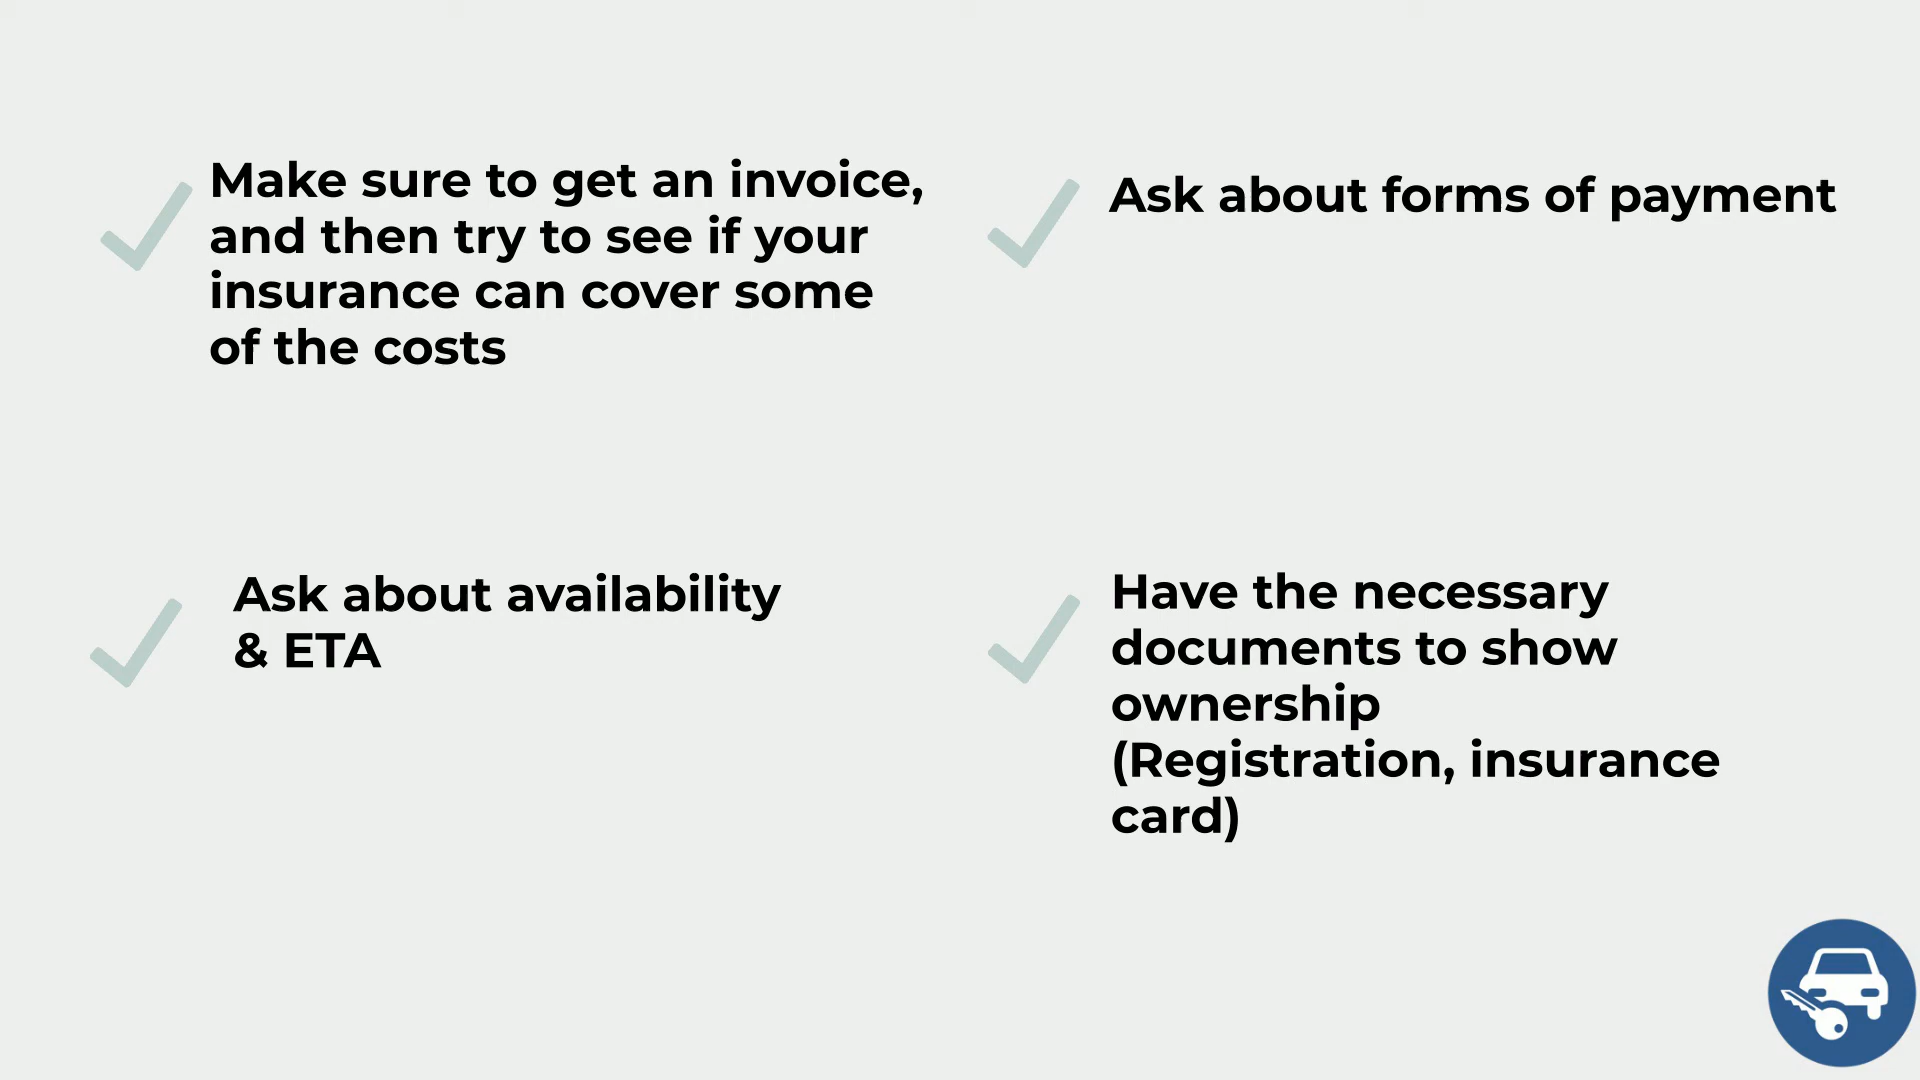 Make sure to get an invoice,
and then try to see if your
insurance can cover some
of the costs
Ask about forms of payment
Ask about availability
& ETA
Have the necessary
documents to show
ownership
(Registration, insurance
card)